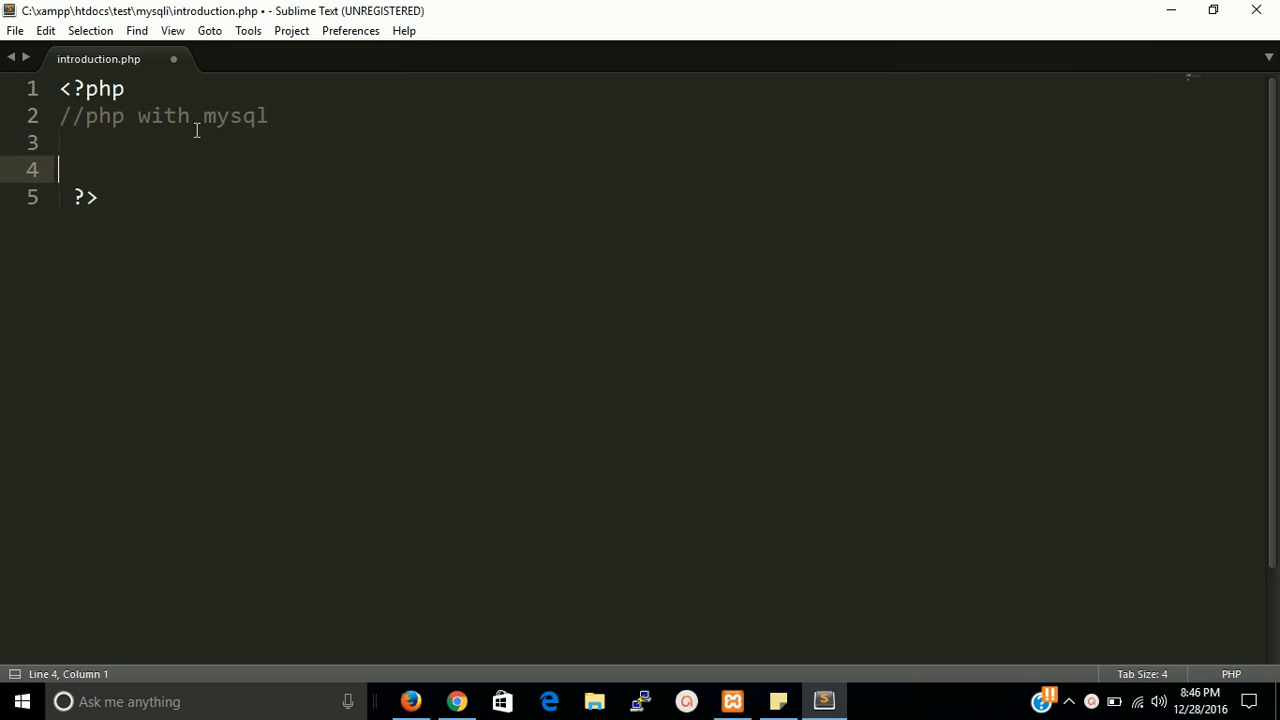 C:\xampp\htdocs\test\mysqli\introduction.php • - Sublime Text (UNREGISTERED)
File Edit Selection Find View Goto Tools Project Preferences Help
introduction.php
1 <?php
2 //php with mysql
3
4
5 ?>
Line 4, Column 1 Tab Size: 4 PHP
Ask me anything
8:46 PM
12/28/2016